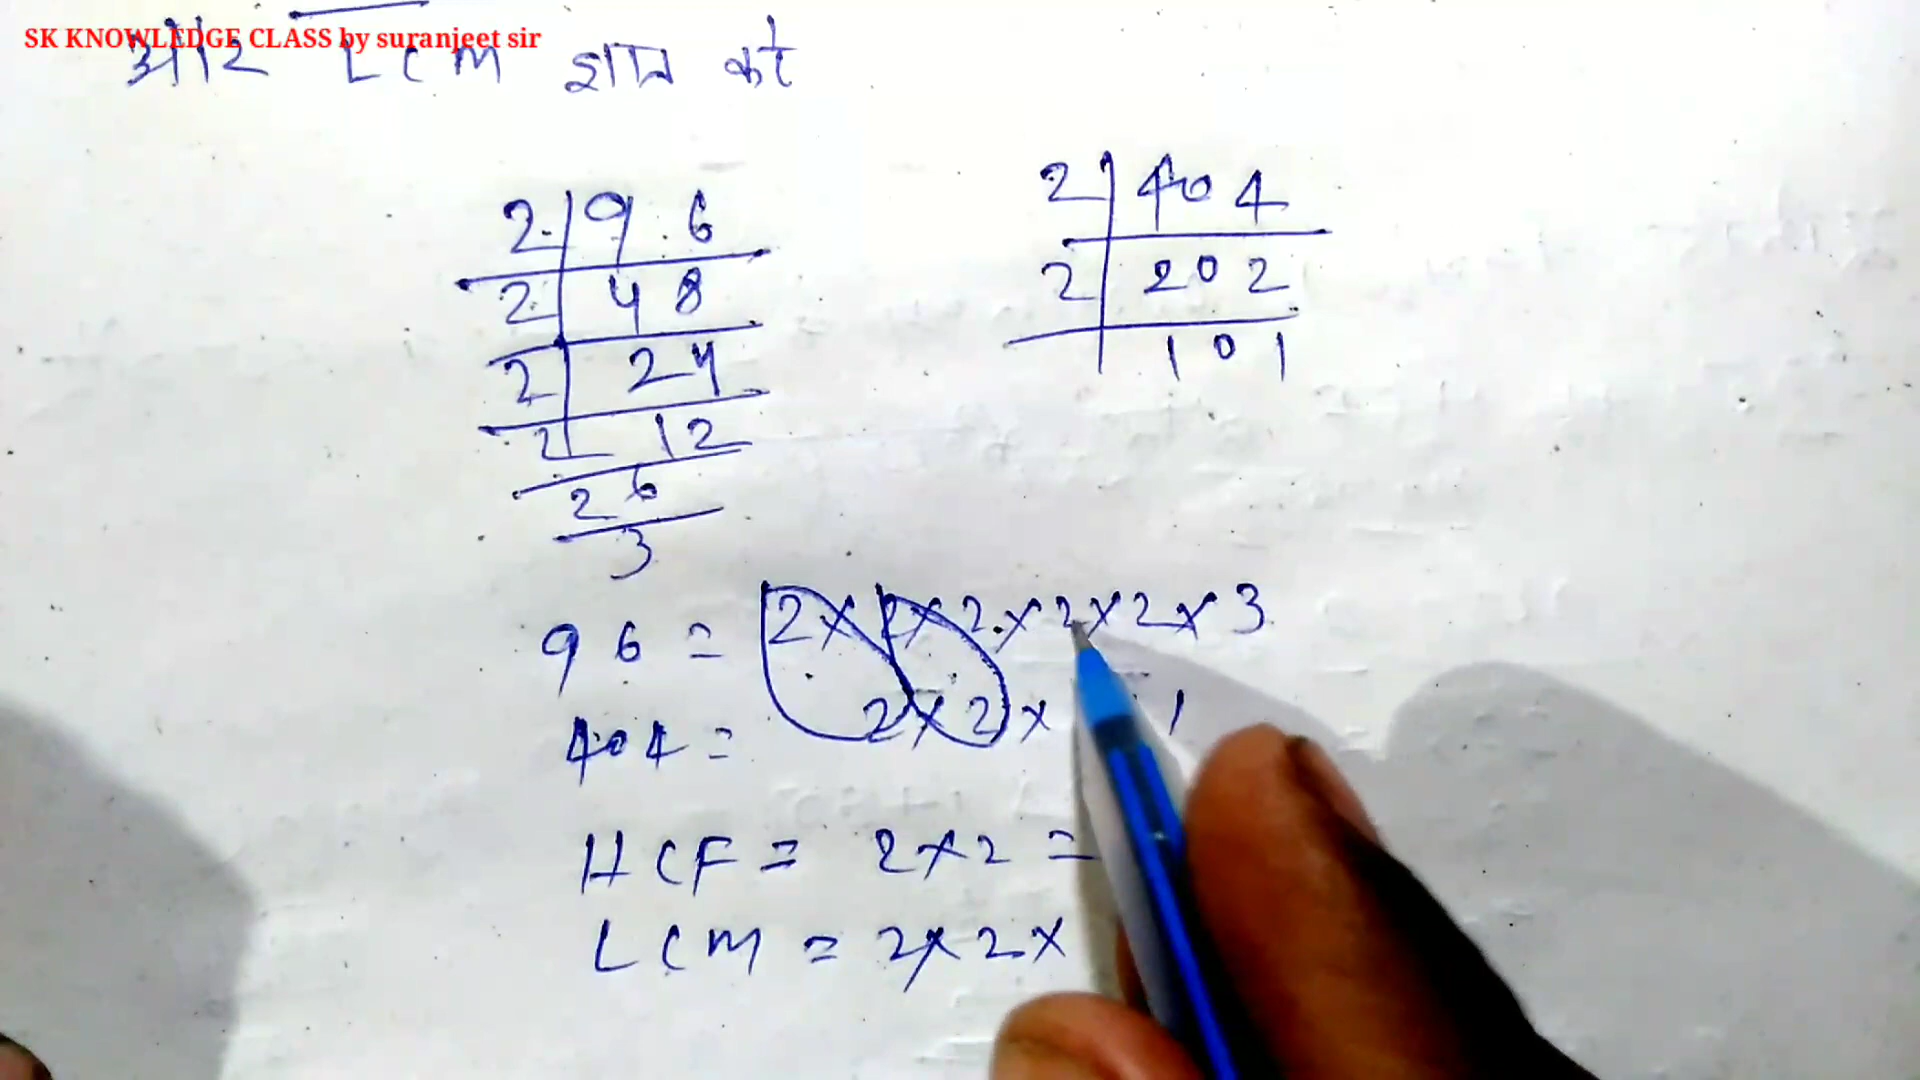 SK KNOWLEDGE CLASS by suranjeet sir
और LCM ज्ञात करें
2 | 96
2 | 48
2 | 24
2 | 12
2 6
3
2 | 404
2 | 202
101
96 = 2×2×2×2×2×3
404 = 2×2× 1
HCF = 2×2 =
LCM = 2×2×